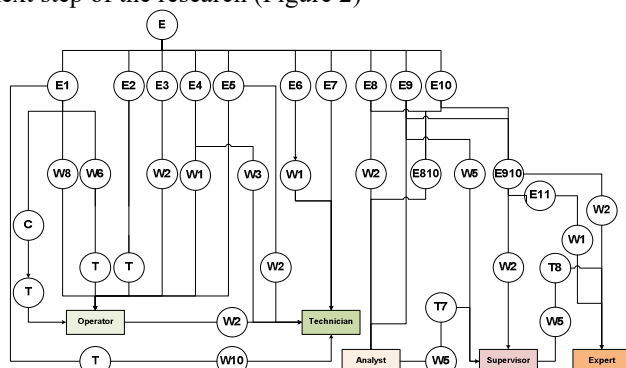 next step of the research (Figure 2)
E
E1 E2 E3 E4 E5 E6 E7 E8 E9 E10
W8 W6 W2 W1 W3 W1 W2 E810 W5 E910
E11
W2
C
W1
T T T W2 W2 T8
T7
Operator W2 Technician W5
T W10 Analyst W5 Supervisor Expert